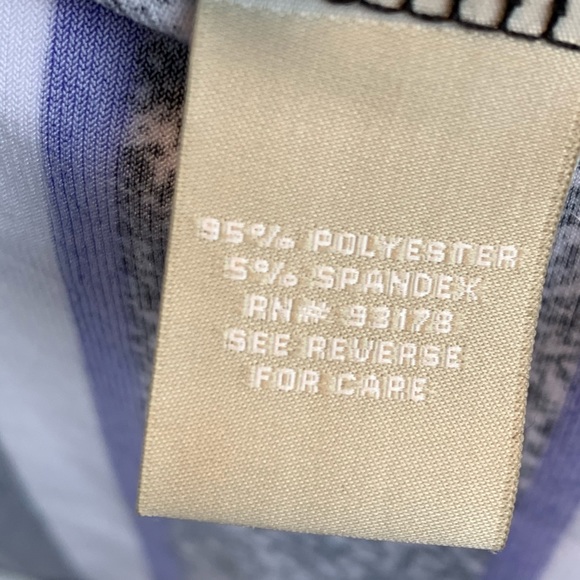 95% POLYESTER
5% SPANDEX
RN# 93178
SEE REVERSE
FOR CARE